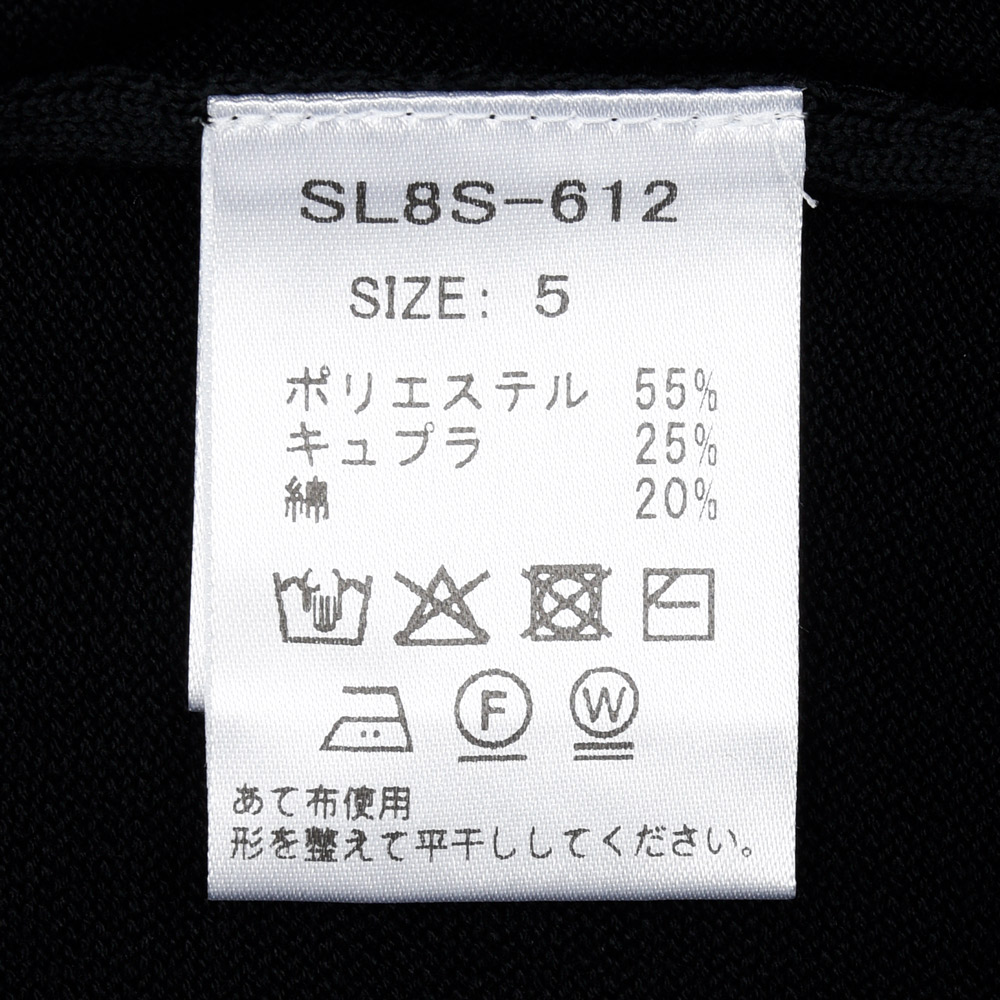 SL8S-612
SIZE: 5
ポリエステル 55%
キュプラ 25%
綿 20%
F W
あて布使用
形を整えて平干ししてください。